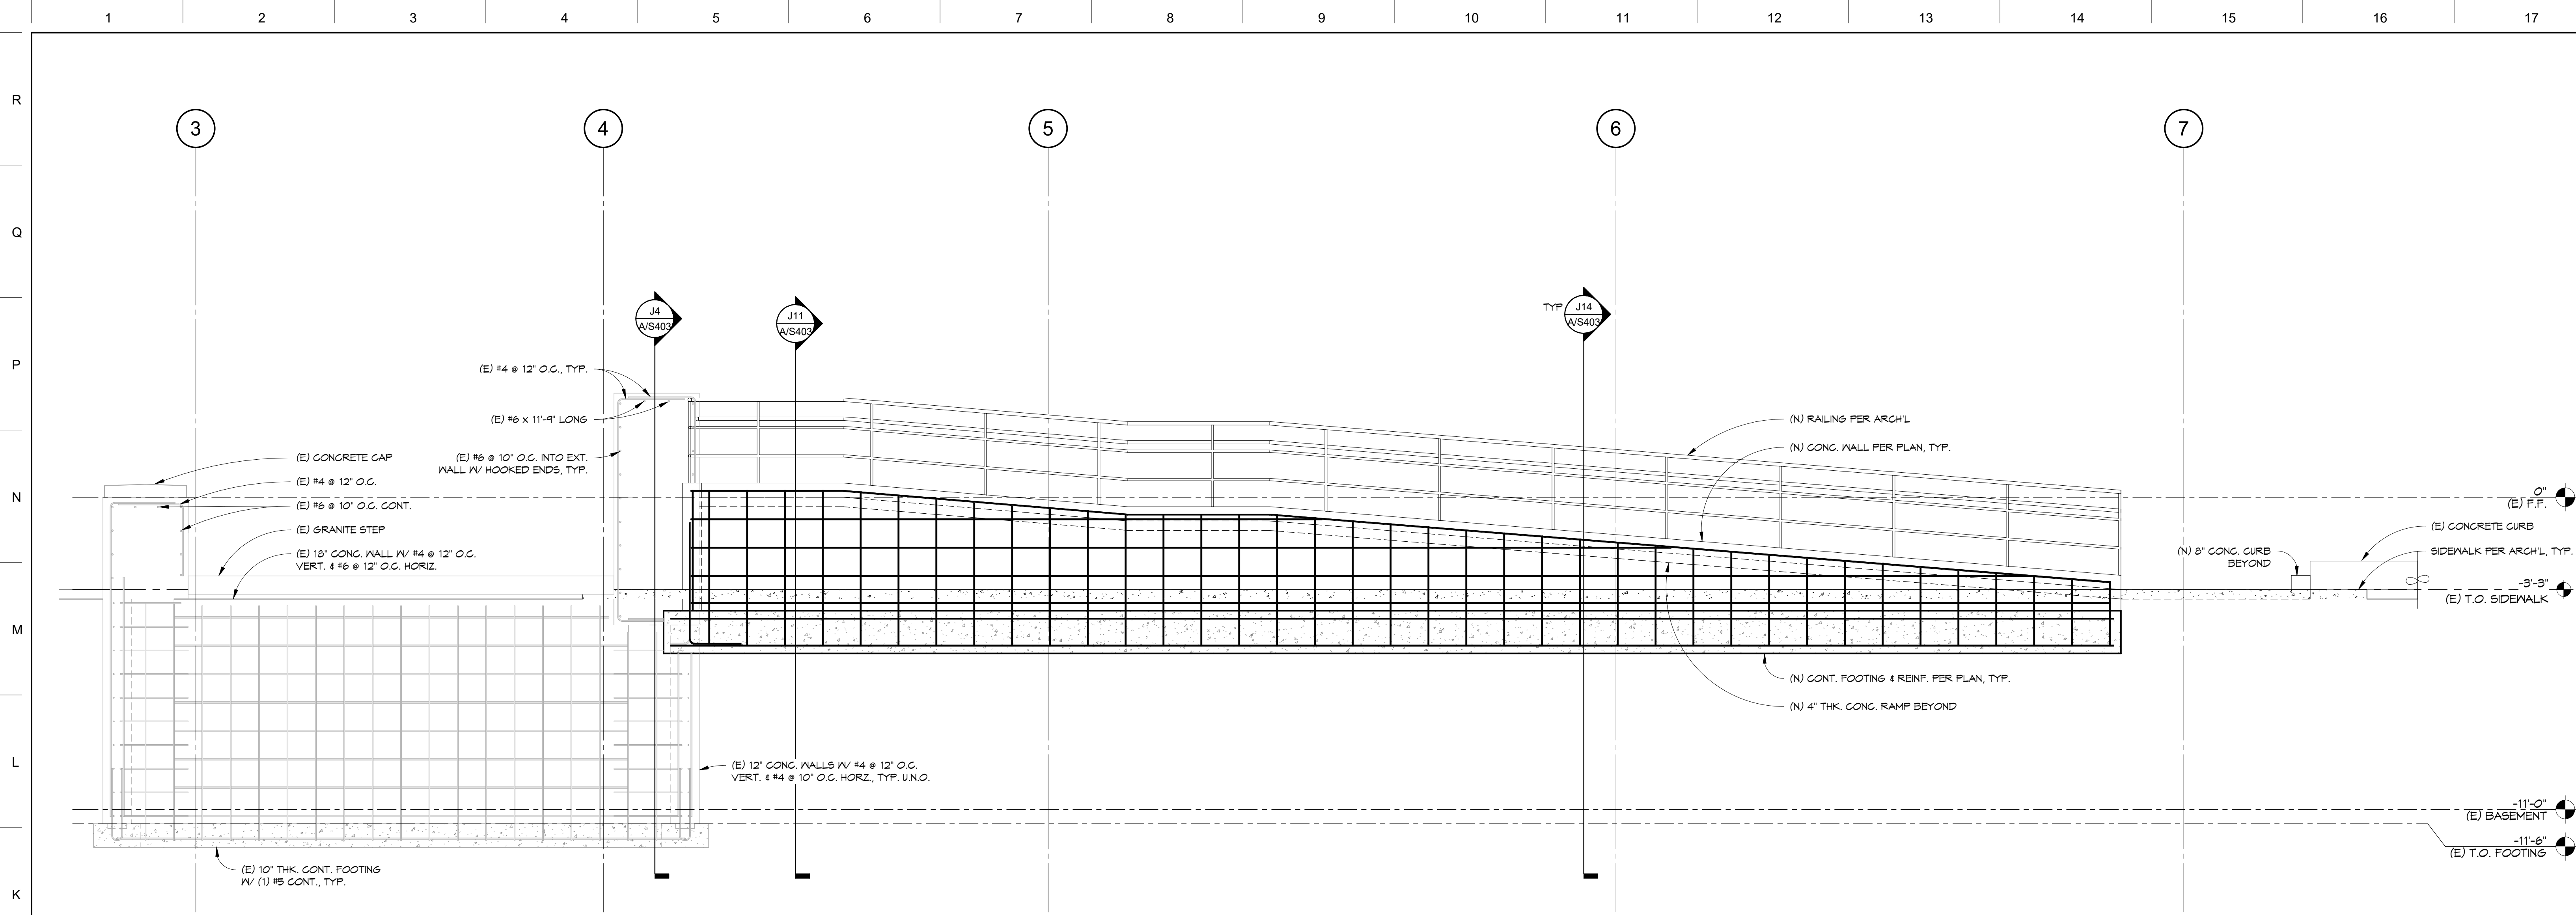 1 2 3 4 5 6 7 8 9 10 11 12 13 14 15 16 17
R
3 4 5 6 7
Q
J4
A/S403
J11
A/S403
TYP
J14
A/S403
P
(E) #4 @ 12" O.C., TYP.
(E) #6 x 11'-9" LONG
(E) #6 @ 10" O.C. INTO EXT.
WALL W/ HOOKED ENDS, TYP.
(E) CONCRETE CAP
(E) #4 @ 12" O.C.
(E) #6 @ 10" O.C. CONT.
(E) GRANITE STEP
(E) 18" CONC. WALL W/ #4 @ 12" O.C.
VERT. & #6 @ 12" O.C. HORIZ.
(N) RAILING PER ARCH'L
(N) CONC. WALL PER PLAN, TYP.
N
0"
(E) F.F.
(E) CONCRETE CURB
(N) 8" CONC. CURB
BEYOND
SIDEWALK PER ARCH'L, TYP.
-3'-3"
(E) T.O. SIDEWALK
M
(N) CONT. FOOTING & REINF. PER PLAN, TYP.
(N) 4" THK. CONC. RAMP BEYOND
L
(E) 12" CONC. WALLS W/ #4 @ 12" O.C.
VERT. & #4 @ 10" O.C. HORZ., TYP. U.N.O.
-11'-0"
(E) BASEMENT
-11'-6"
(E) T.O. FOOTING
(E) 10" THK. CONT. FOOTING
W/ (1) #5 CONT., TYP.
K